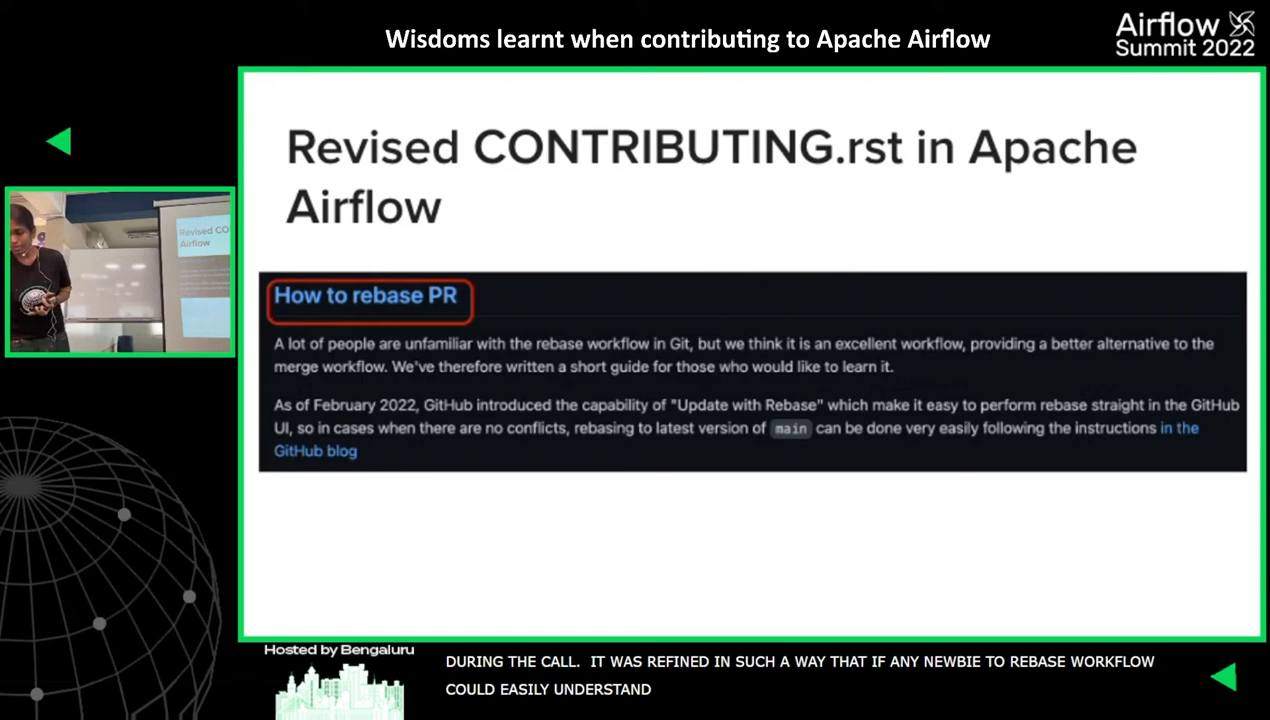 Wisdoms learnt when contributing to Apache Airflow
Airflow
Summit 2022
Revised CONTRIBUTING.rst in Apache
Airflow
Revised CO
Airflow
How to rebase PR
A lot of people are unfamiliar with the rebase workflow in Git, but we think it is an excellent workflow, providing a better alternative to the
merge workflow. We've therefore written a short guide for those who would like to learn it.
As of February 2022, GitHub introduced the capability of "Update with Rebase" which make it easy to perform rebase straight in the GitHub
UI, so in cases when there are no conflicts, rebasing to latest version of main can be done very easily following the instructions in the
GitHub blog
Hosted by Bengaluru
DURING THE CALL. IT WAS REFINED IN SUCH A WAY THAT IF ANY NEWBIE TO REBASE WORKFLOW
COULD EASILY UNDERSTAND